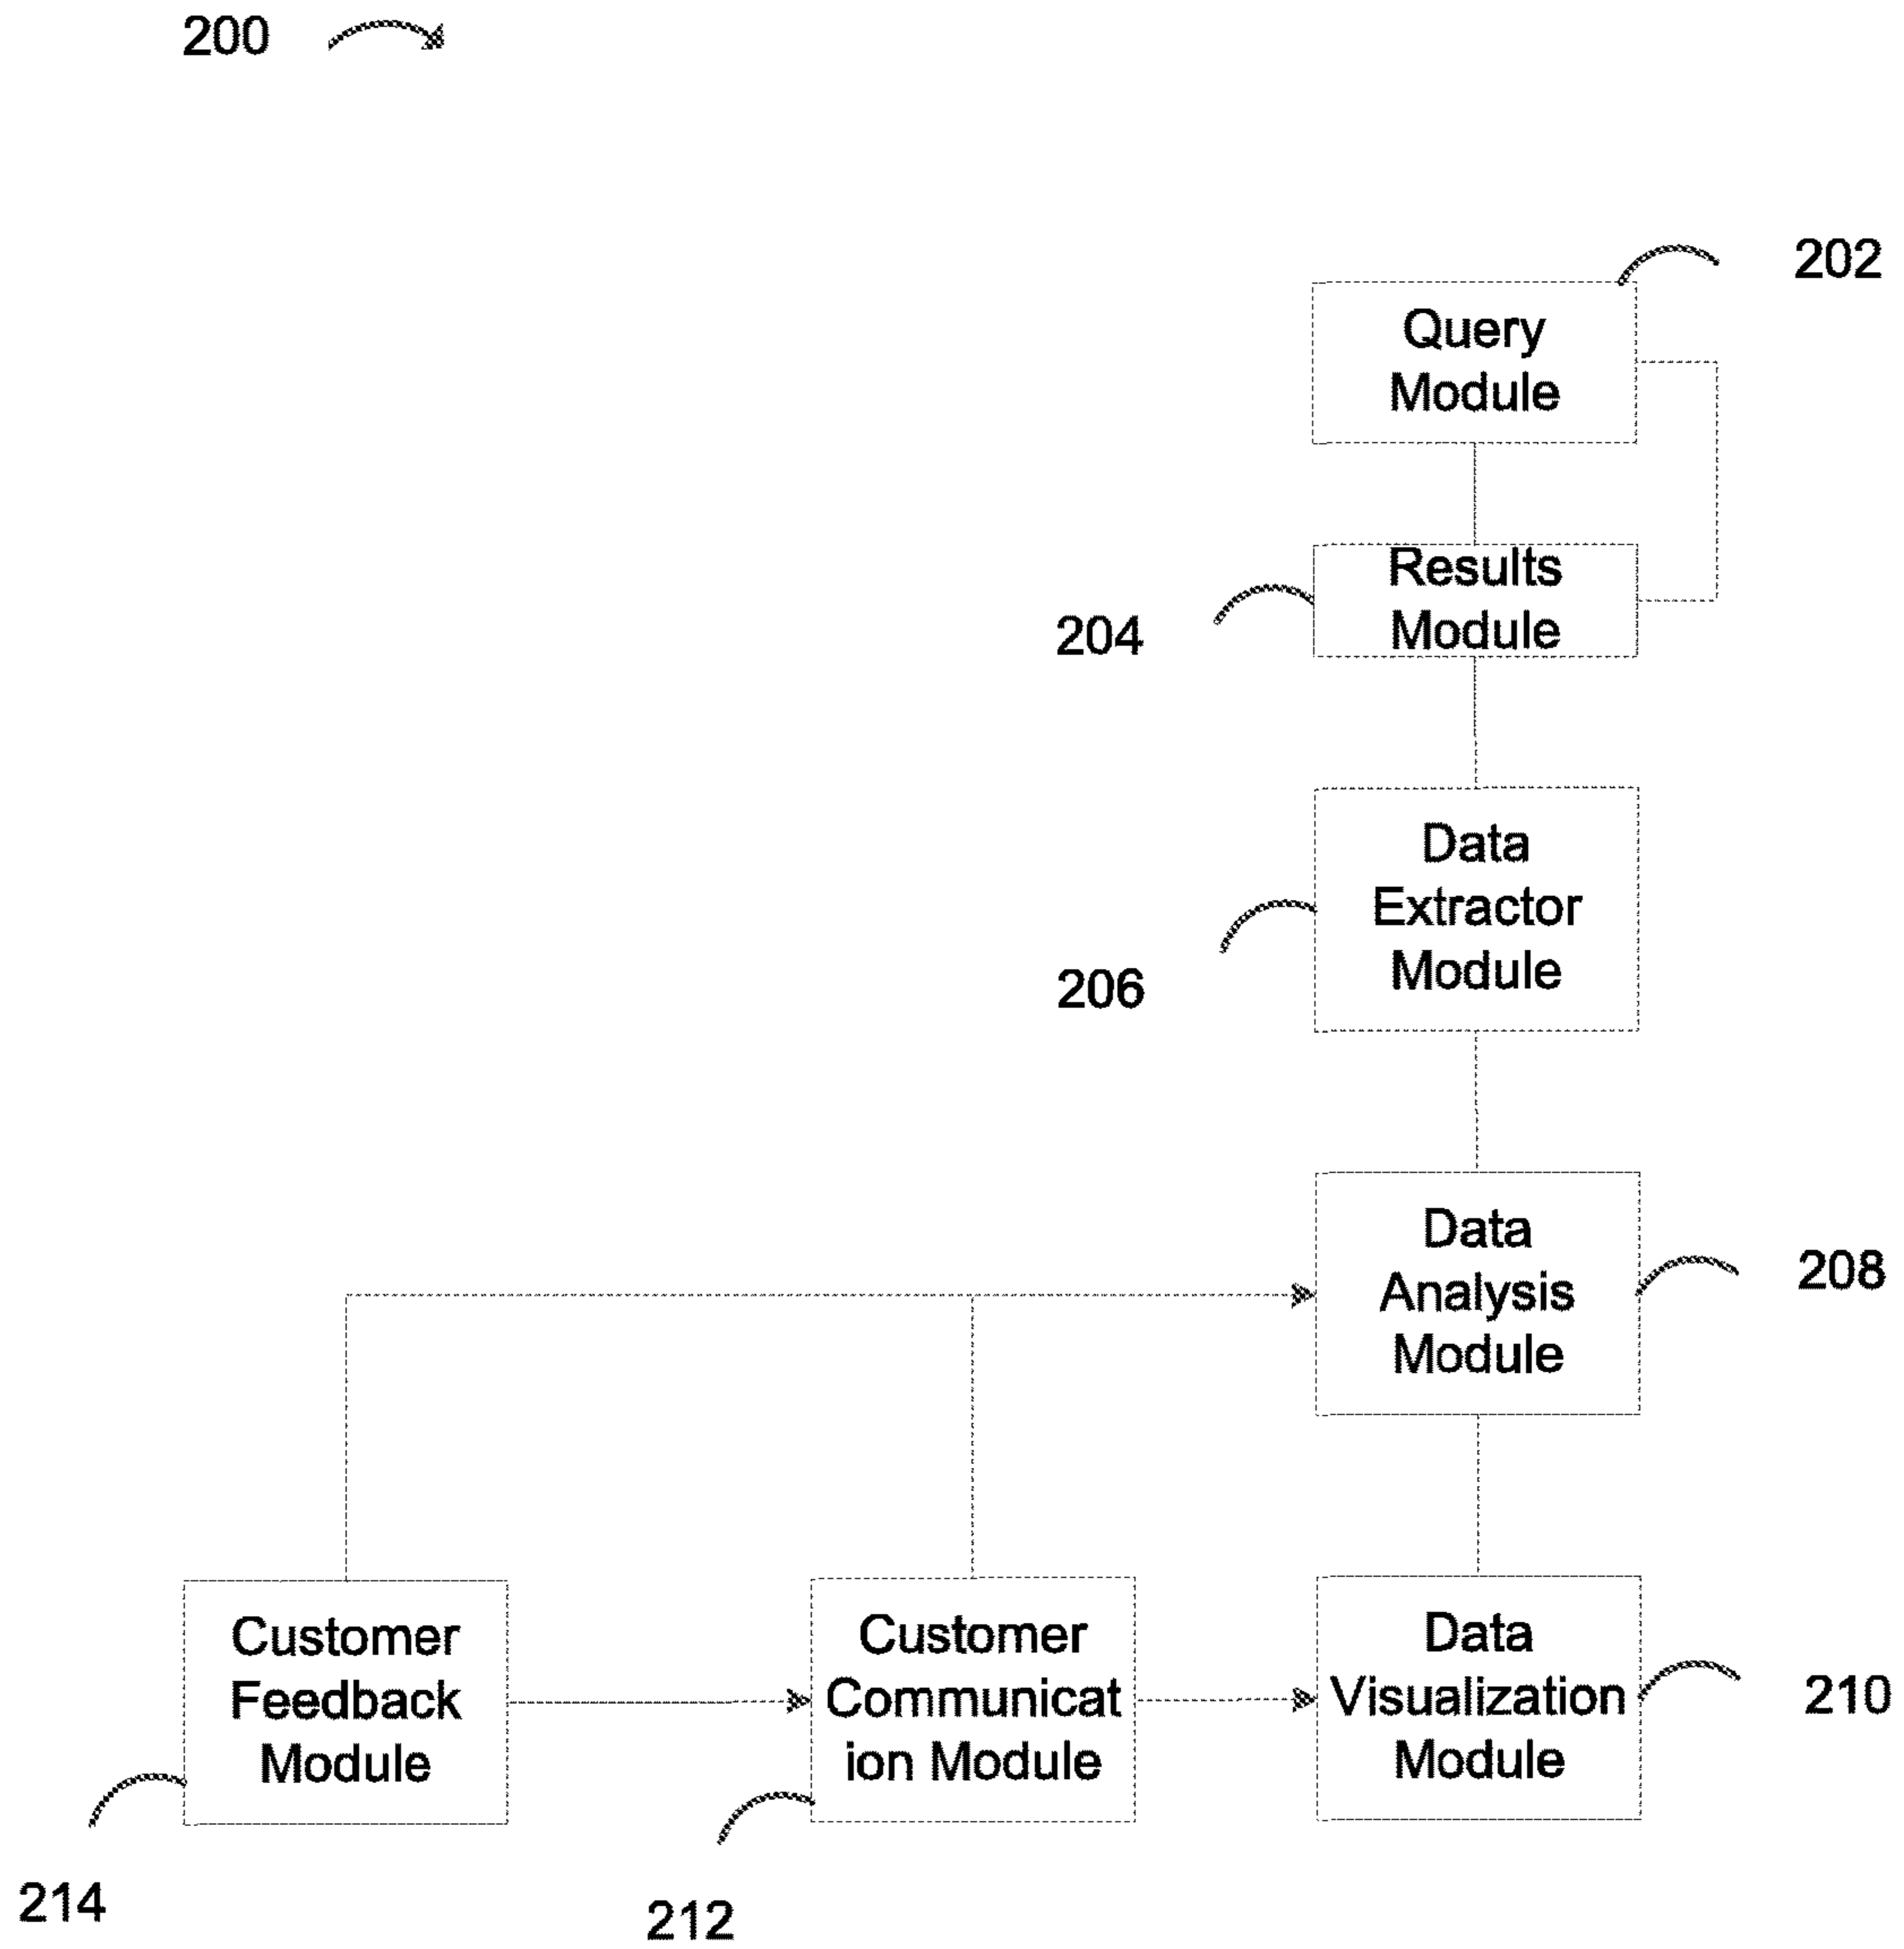 200
202
Query
Module
Results
Module
204
Data
Extractor
Module
206
Data
Analysis
Module
208
Customer
Feedback
Module
214
Customer
Communicat
ion Module
212
Data
Visualization
Module
210